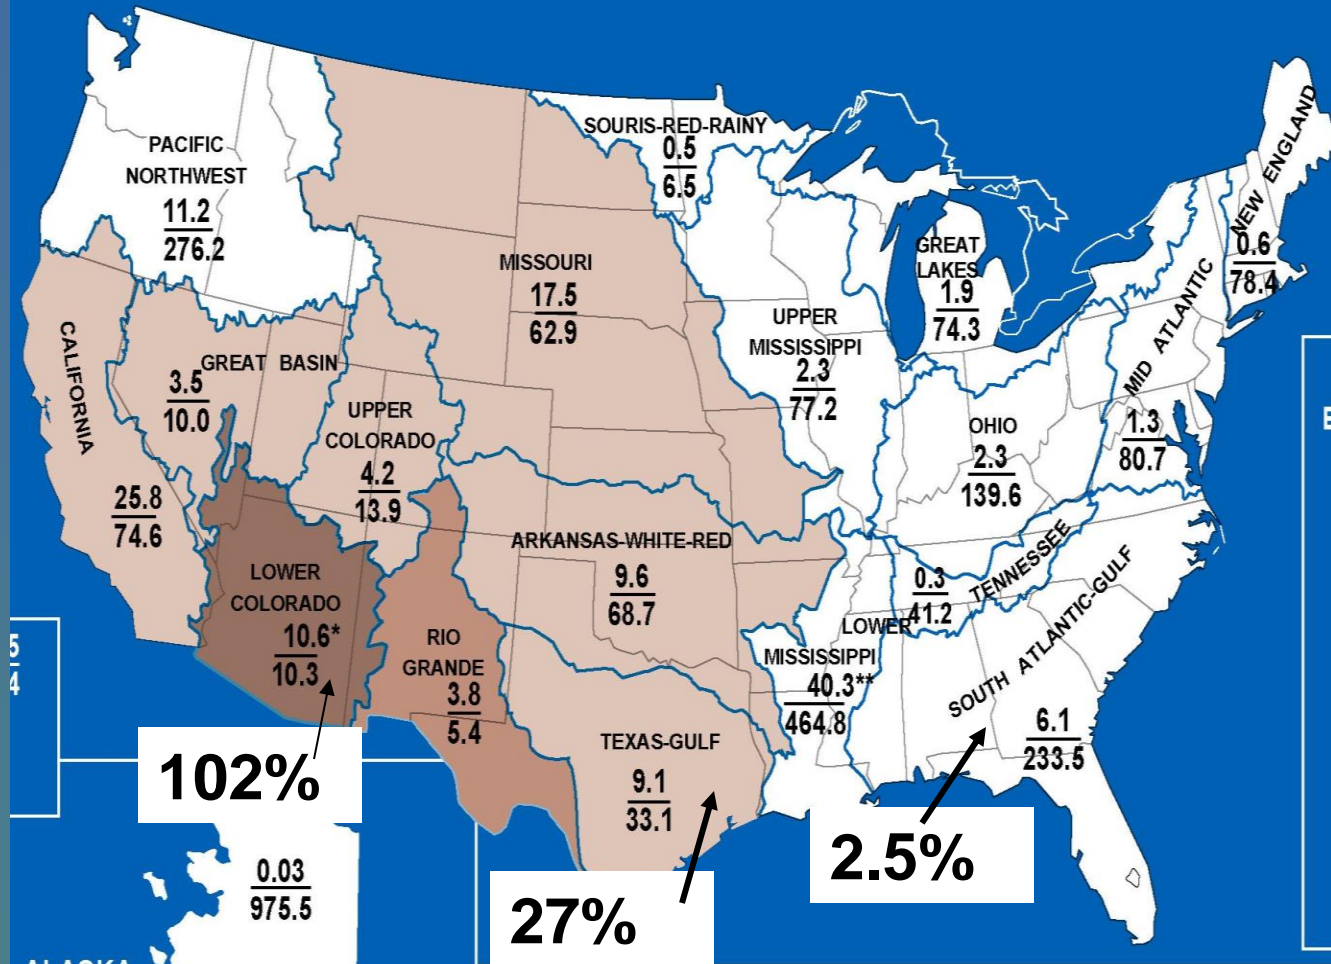 SOURIS-RED-RAINY
0.5
6.5
PACIFIC
NORTHWEST
11.2
276.2
NEW ENGLAND
0.6
78.4
MISSOURI
17.5
62.9
GREAT
LAKES
1.9
74.3
UPPER
MISSISSIPPI
2.3
77.2
MID ATLANTIC
1.3
80.7
CALIFORNIA
25.8
74.6
GREAT BASIN
3.5
10.0
UPPER
COLORADO
4.2
13.9
OHIO
2.3
139.6
ARKANSAS-WHITE-RED
9.6
68.7
TENNESSEE
0.3
41.2
LOWER
COLORADO
10.6*
10.3
RIO
GRANDE
3.8
5.4
LOWER
MISSISSIPPI
40.3**
464.8
SOUTH ATLANTIC-GULF
6.1
233.5
TEXAS-GULF
9.1
33.1
102%
2.5%
27%
0.03
975.5
5
4
ALASKA